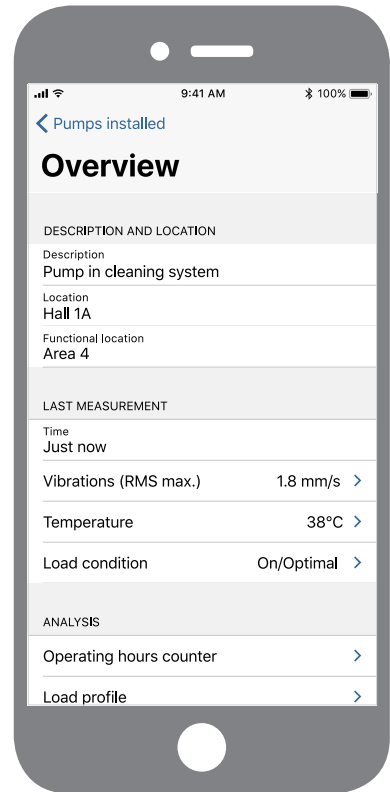 9:41 AM 100%
Pumps installed
Overview
DESCRIPTION AND LOCATION
Description
Pump in cleaning system
Location
Hall 1A
Functional location
Area 4
LAST MEASUREMENT
Time
Just now
Vibrations (RMS max.) 1.8 mm/s
Temperature 38°C
Load condition On/Optimal
ANALYSIS
Operating hours counter
Load profile